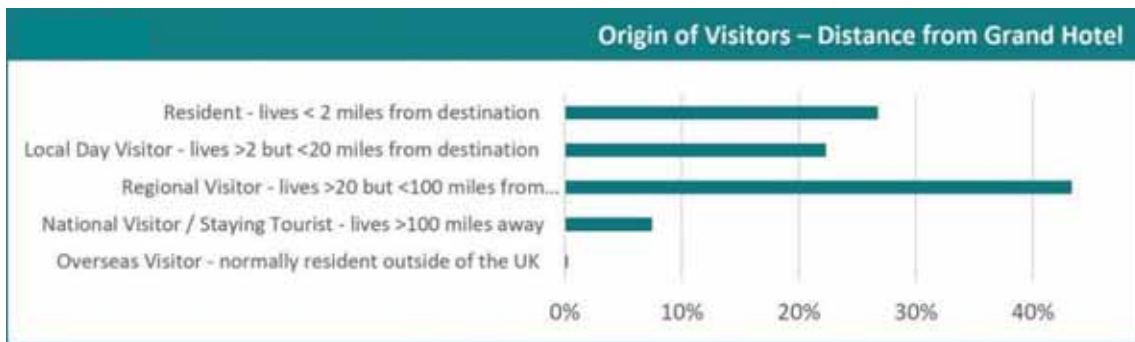 Origin of Visitors – Distance from Grand Hotel
Resident - lives < 2 miles from destination
Local Day Visitor - lives >2 but <20 miles from destination
Regional Visitor - lives >20 but <100 miles from...
National Visitor / Staying Tourist - lives >100 miles away
Overseas Visitor - normally resident outside of the UK
0% 10% 20% 30% 40%